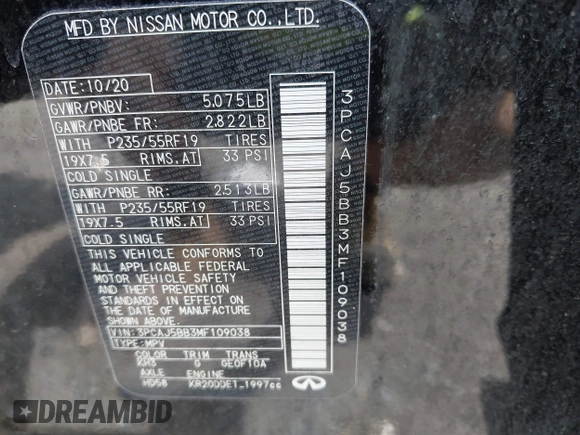 MFD BY NISSAN MOTOR CO.,LTD.
DATE:10/20
GVWR/PNBV: 5,075LB
GAWR/PNBE FR: 2,822LB
WITH P235/55RF19 TIRES
19X7.5 RIMS.AT 33 PSI
COLD SINGLE
GAWR/PNBE RR: 2,513LB
WITH P235/55RF19 TIRES
19X7.5 RIMS.AT 33 PSI
COLD SINGLE
THIS VEHICLE CONFORMS TO
ALL APPLICABLE FEDERAL
MOTOR VEHICLE SAFETY
AND THEFT PREVENTION
STANDARDS IN EFFECT ON
THE DATE OF MANUFACTURE
SHOWN ABOVE.
VIN:3PCAJ5BB3MF109038
TYPE:MPV
COLOR TRIM TRANS
KH3 G GE0F10A
AXLE ENGINE
HD58 KR20DDET_1997cc
3PCAJ5BB3MF109038
DREAMBID